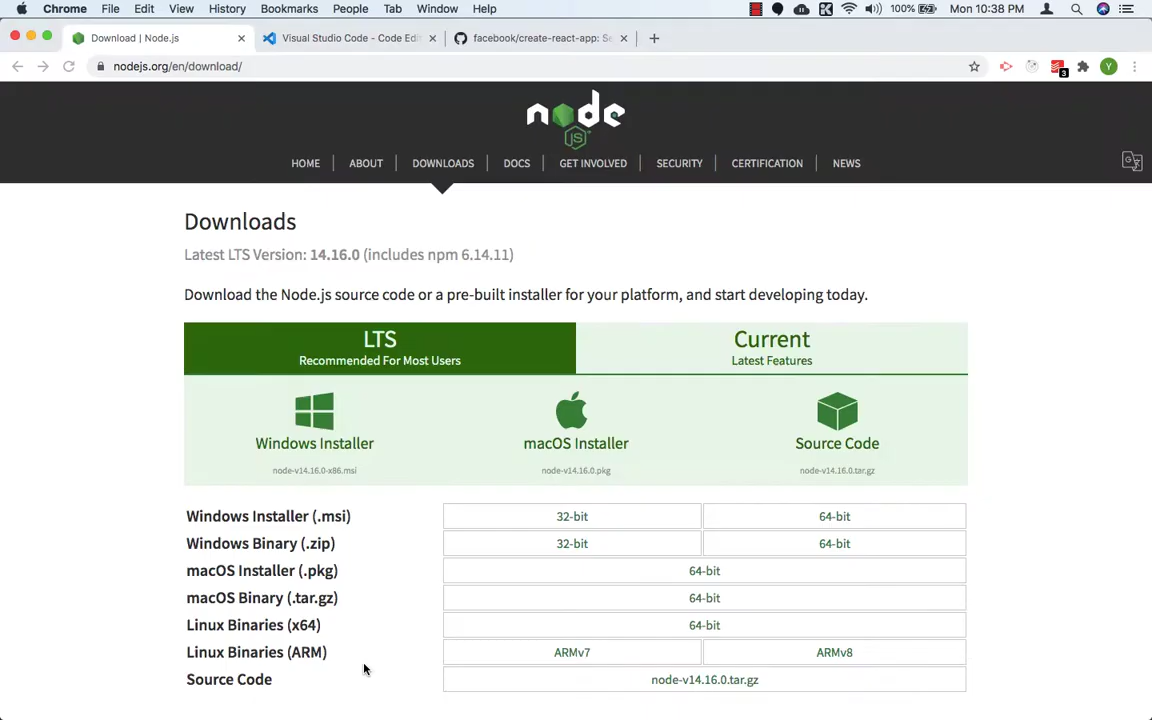 Chrome File Edit View History Bookmarks People Tab Window Help 100% Mon 10:38 PM
Download | Node.js Visual Studio Code - Code Edi facebook/create-react-app: Se
nodejs.org/en/download/ 3 Y
node
JS
HOME ABOUT DOWNLOADS DOCS GET INVOLVED SECURITY CERTIFICATION NEWS
Downloads
Latest LTS Version: 14.16.0 (includes npm 6.14.11)
Download the Node.js source code or a pre-built installer for your platform, and start developing today.
LTS Current
Recommended For Most Users Latest Features
Windows Installer macOS Installer Source Code
node-v14.16.0-x86.msi node-v14.16.0.pkg node-v14.16.0.tar.gz
Windows Installer (.msi) 32-bit 64-bit
Windows Binary (.zip) 32-bit 64-bit
macOS Installer (.pkg) 64-bit
macOS Binary (.tar.gz) 64-bit
Linux Binaries (x64) 64-bit
Linux Binaries (ARM) ARMv7 ARMv8
Source Code node-v14.16.0.tar.gz